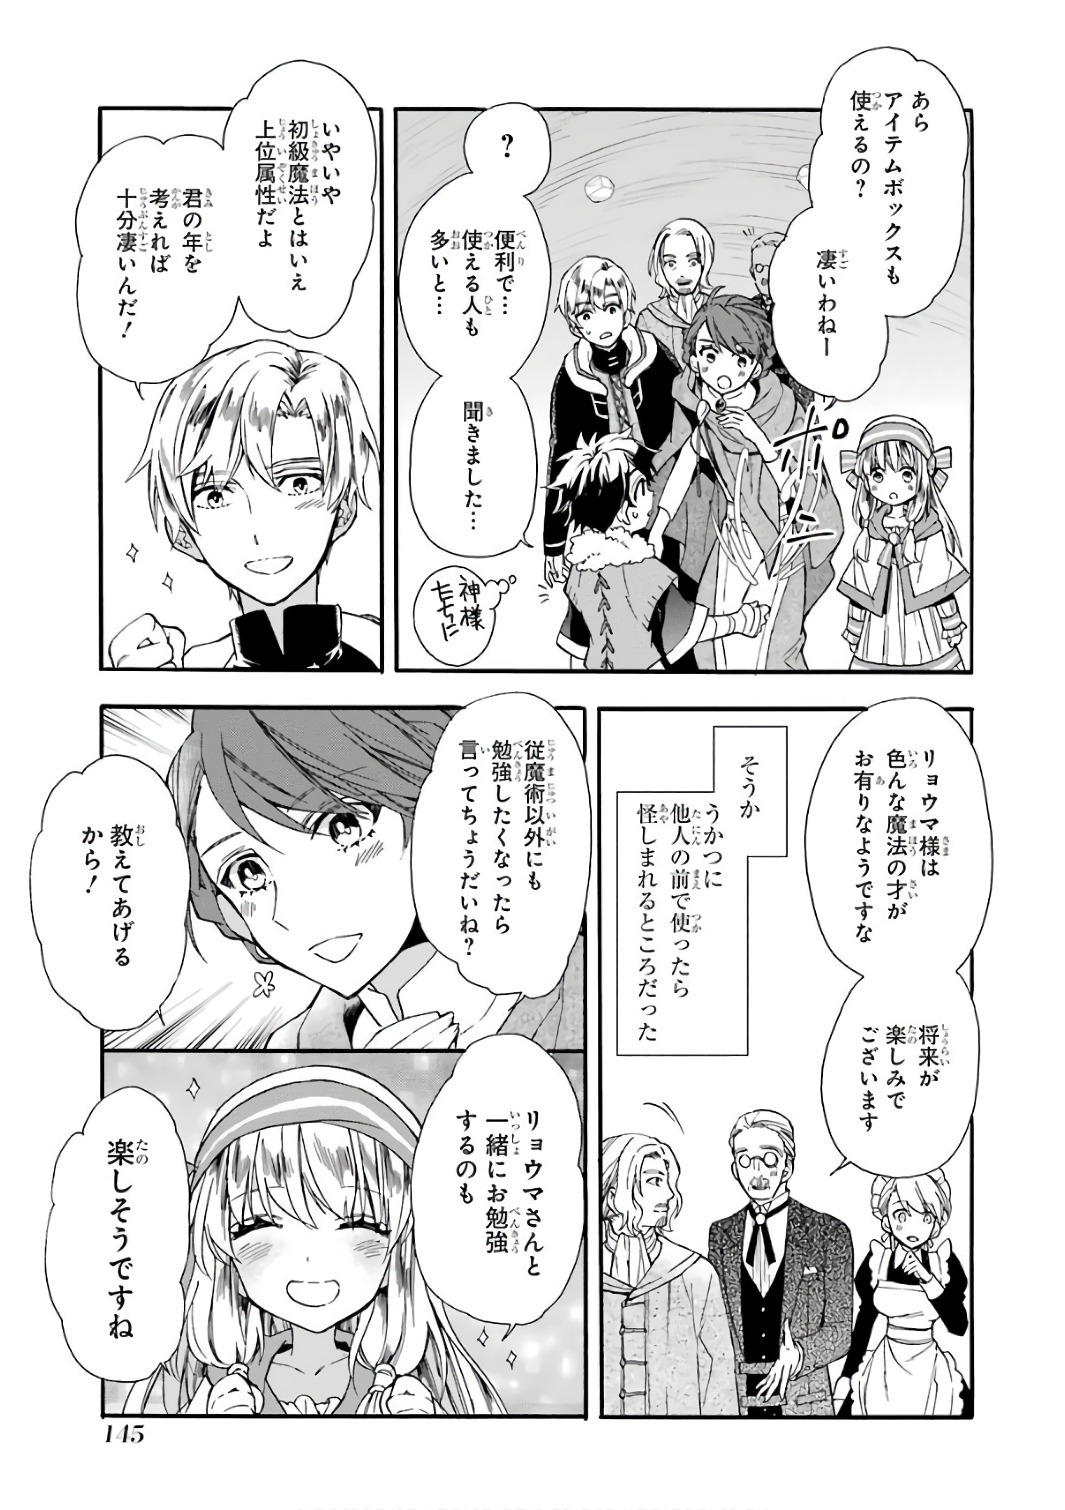 あら
アイテムボックスも
使えるの？
凄いわねー
ポン
？
便利で…
使える人も
多いと…
聞きました…
神様
たちに
いやいや
初級魔法とはいえ
上位属性だよ
君の年を
考えれば
十分凄いんだ！
リョウマ様は
色んな魔法の才が
お有りなようですな
将来が
楽しみで
ございます
そうか
うかつに
他人の前で使ったら
怪しまれるところだった
従魔術以外にも
勉強したくなったら
言ってちょうだいね？
教えてあげる
から！
リョウマさんと
一緒にお勉強
するのも
楽しそうですね
145